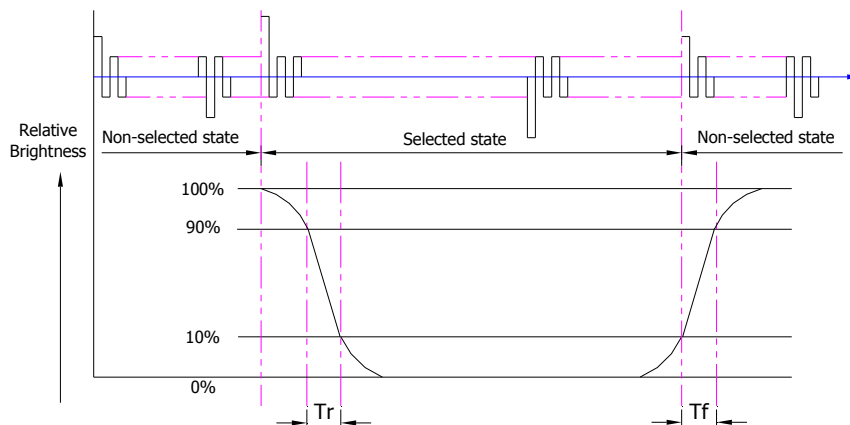 Relative
Brightness
Non-selected state
Selected state
Non-selected state
100%
90%
10%
0%
Tr
Tf